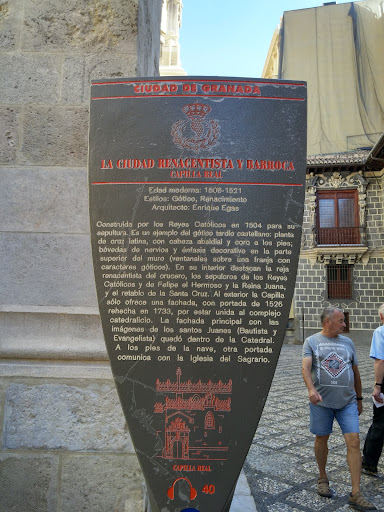 CIUDAD DE GRANADA
LA CIUDAD RENACENTISTA Y BARROCA
CAPILLA REAL
Edad moderna: 1505-1521
Estilos: Gótico, Renacimiento
Arquitecto: Enrique Egas
Construida por los Reyes Católicos en 1504 para su
sepultura. Es un ejemplo del gótico tardío castellano: planta
de cruz latina, con cabeza absidial y coro a los pies;
bóvedas de nervios y énfasis decorativo en la parte
superior del muro (ventanales sobre una franja con
caracteres góticos). En su interior destacan la reja
renacentista del crucero, los sepulcros de los Reyes
Católicos y de Felipe el Hermoso y la Reina Juana,
y el retablo de la Santa Cruz. Al exterior la Capilla
sólo ofrece una fachada, con portada de 1526
rehecha en 1733, por estar unida al complejo
catedralicio. La fachada principal con las
imágenes de los santos Juanes (Bautista y
Evangelista) quedó dentro de la Catedral.
A los pies de la nave, otra portada
comunica con la Iglesia del Sagrario.
CAPILLA REAL
40